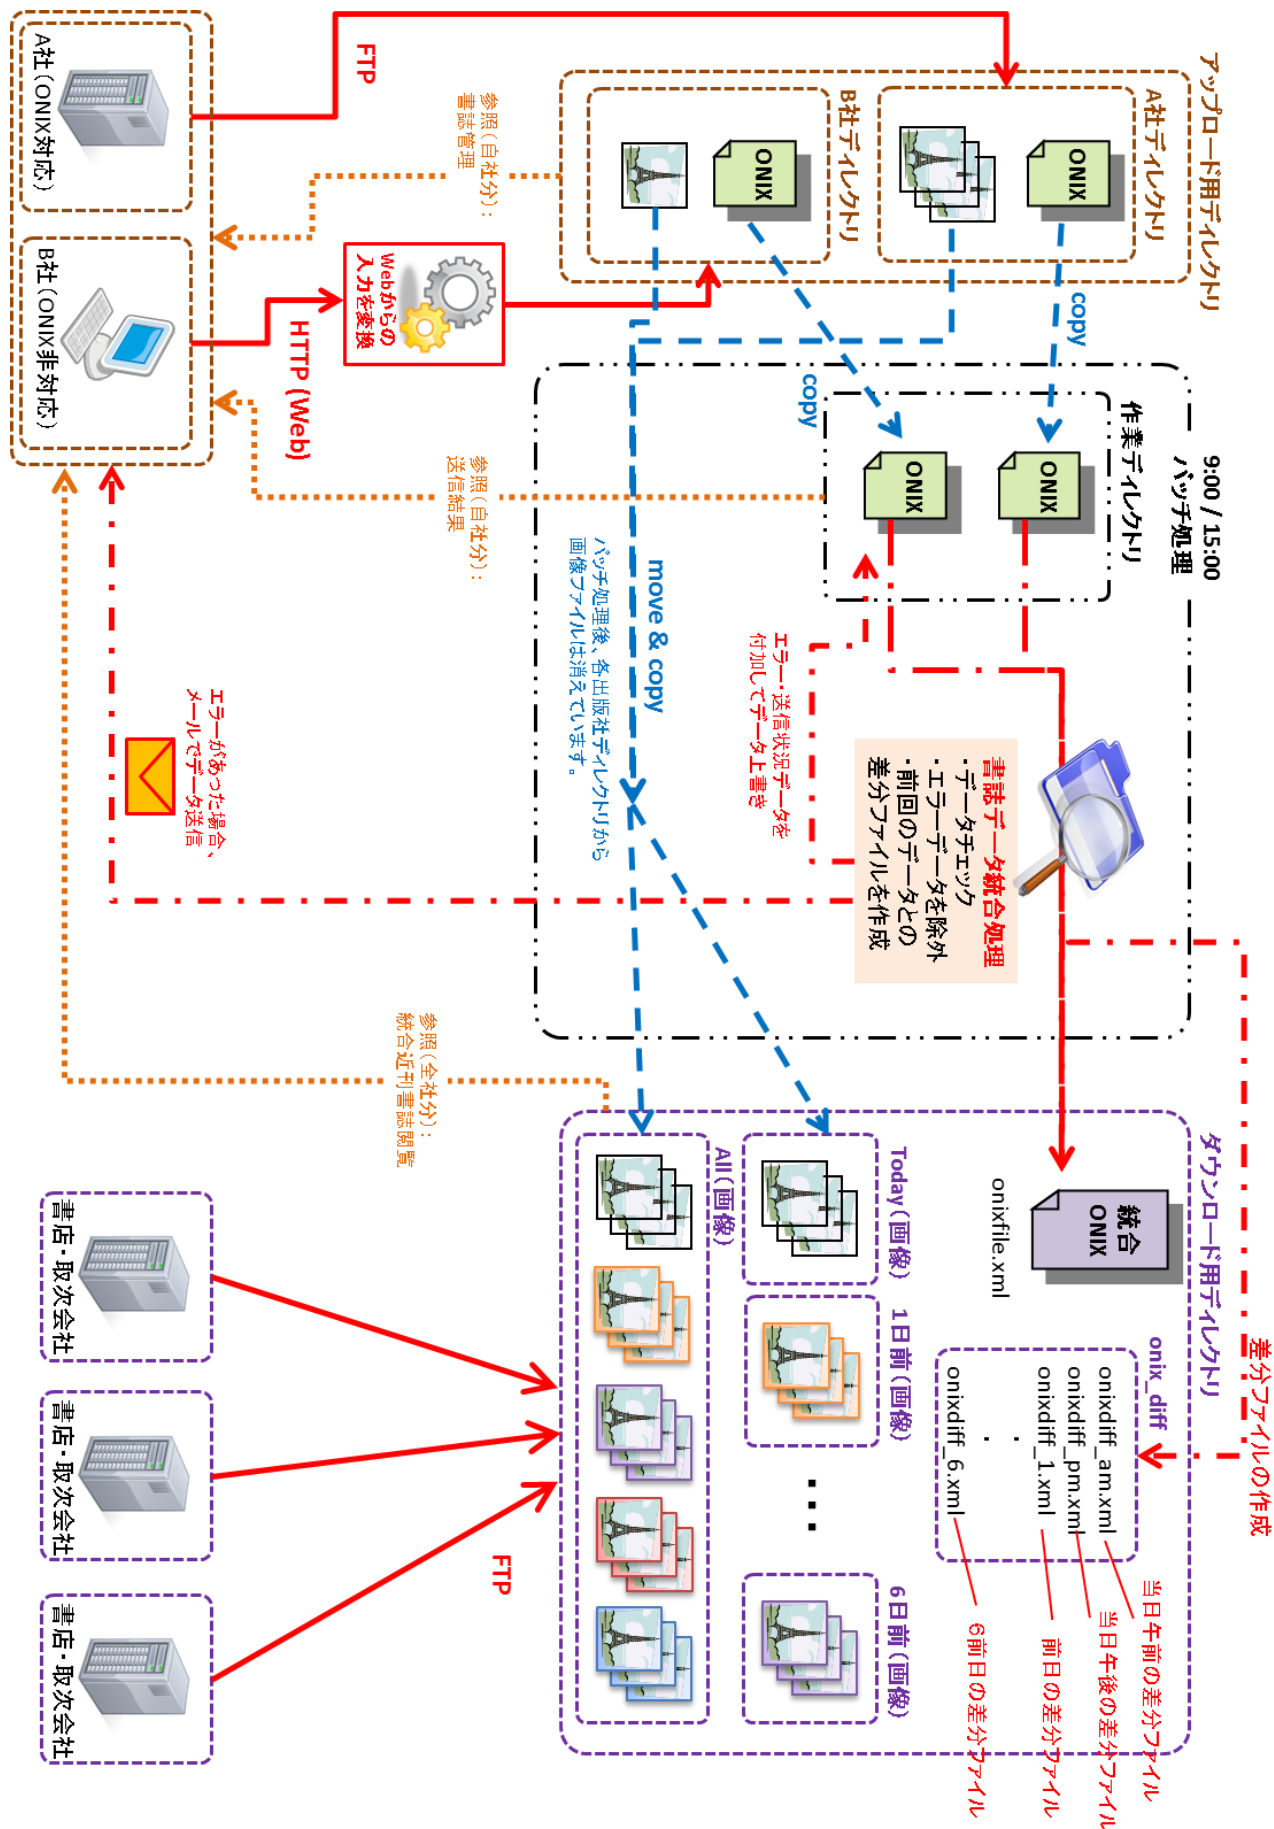 アップロード用ディレクトリ
A社ディレクトリ
ONIX
B社ディレクトリ
ONIX
FTP
A社(ONIX対応)
参照(自社分):
書誌管理
Webからの
入力を変換
B社(ONIX非対応)
HTTP (Web)
copy
copy
9:00 / 15:00
バッチ処理
作業ディレクトリ
ONIX
ONIX
参照(自社分):
送信結果
move & copy
バッチ処理後、各出版社ディレクトリから
画像ファイルは消えています。
エラー・送信状況データを
付加してデータ上書き
エラーがあった場合、
メールでデータ送信
書誌データ統合処理
・データチェック
・エラーデータを除外
・前回のデータとの
差分ファイルを作成
参照(全社分):
統合近刊書誌閲覧
ダウンロード用ディレクトリ
統合
ONIX
onixfile.xml
差分ファイルの作成
onix_diff
onixdiff_am.xml
onixdiff_pm.xml
onixdiff_1.xml
・
・
onixdiff_6.xml
当日午前の差分ファイル
当日午後の差分ファイル
前日の差分ファイル
6前日の差分ファイル
Today(画像)
1日前(画像)
・・・
6日前(画像)
All(画像)
FTP
書店・取次会社
書店・取次会社
書店・取次会社